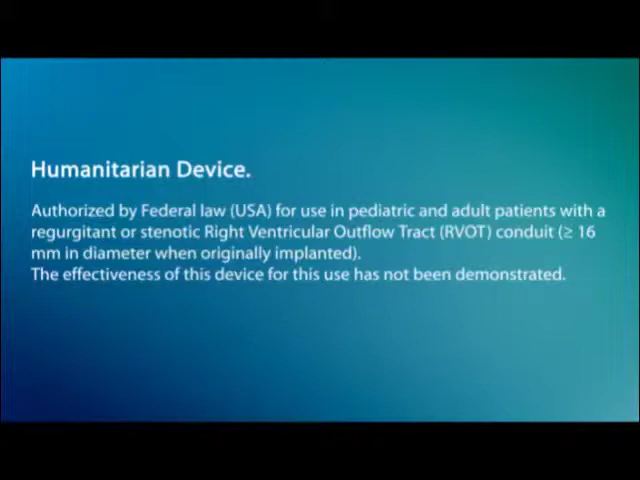 Humanitarian Device.
Authorized by Federal law (USA) for use in pediatric and adult patients with a
regurgitant or stenotic Right Ventricular Outflow Tract (RVOT) conduit (≥ 16
mm in diameter when originally implanted).
The effectiveness of this device for this use has not been demonstrated.